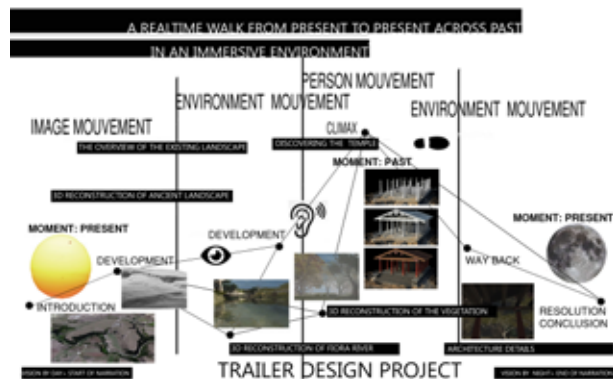 A REALTIME WALK FROM PRESENT TO PRESENT ACROSS PAST
IN AN IMMERSIVE ENVIRONMENT
IMAGE MOUVEMENT
ENVIRONMENT MOUVEMENT
PERSON MOUVEMENT
ENVIRONMENT MOUVEMENT
THE OVERVIEW OF THE EXISTING LANDSCAPE
CLIMAX
DISCOVERING THE TEMPLE
MOMENT: PAST
3D RECONSTRUCTION OF ANCIENT LANDSCAPE
MOMENT: PRESENT
MOMENT: PRESENT
DEVELOPMENT
DEVELOPMENT
WAY BACK
INTRODUCTION
3D RECONSTRUCTION OF THE VEGETATION
RESOLUTION
CONCLUSION
3D RECONSTRUCTION OF FIORA RIVER
ARCHITECTURE DETAILS
VISION BY DAY: START OF NARRATION
TRAILER DESIGN PROJECT
VISION BY NIGHT: END OF NARRATION